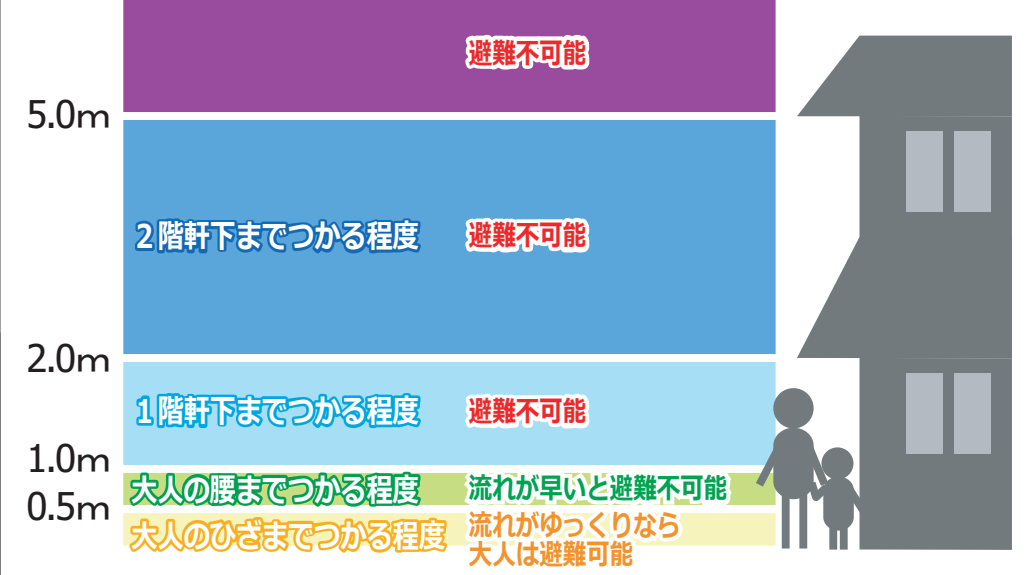 避難不可能
5.0m
2階軒下までつかる程度 避難不可能
2.0m
1階軒下までつかる程度 避難不可能
1.0m
大人の腰までつかる程度 流れが早いと避難不可能
0.5m
大人のひざまでつかる程度 流れがゆっくりなら
大人は避難可能